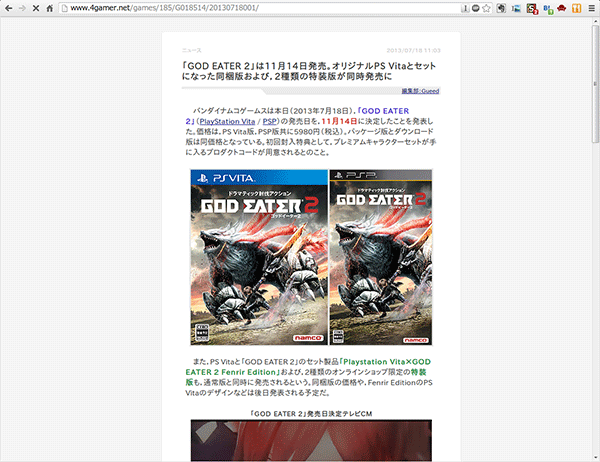 www.4gamer.net/games/185/G018514/20130718001/
ニュース
2013/07/18 11:03
「GOD EATER 2」は11月14日発売。オリジナルPS Vitaとセット
になった同梱版および，2種類の特装版が同時発売に
編集部：Gueed
バンダイナムコゲームスは本日（2013年7月18日），「GOD EATER
2」（PlayStation Vita / PSP）の発売日を，11月14日に決定したことを発表し
た。価格は，PS Vita版，PSP版共に5980円（税込）。パッケージ版とダウンロード
版は同価格となっている。初回封入特典として，プレミアムキャラクターセットが手
に入るプロダクトコードが用意されるとのこと。
PSVITA
PSP
ドラマティック討伐アクション
GOD EATER 2
ゴッドイーター2
namco
ドラマティック討伐アクション
GOD EATER 2
ゴッドイーター2
namco
また，PS Vitaと「GOD EATER 2」のセット製品「Playstation Vita×GOD
EATER 2 Fenrir Edition」および，2種類のオンラインショップ限定の特装
版も，通常版と同時に発売されるという。同梱版の価格や，Fenrir EditionのPS
Vitaのデザインなどは後日発表される予定だ。
「GOD EATER 2」発売日決定テレビCM